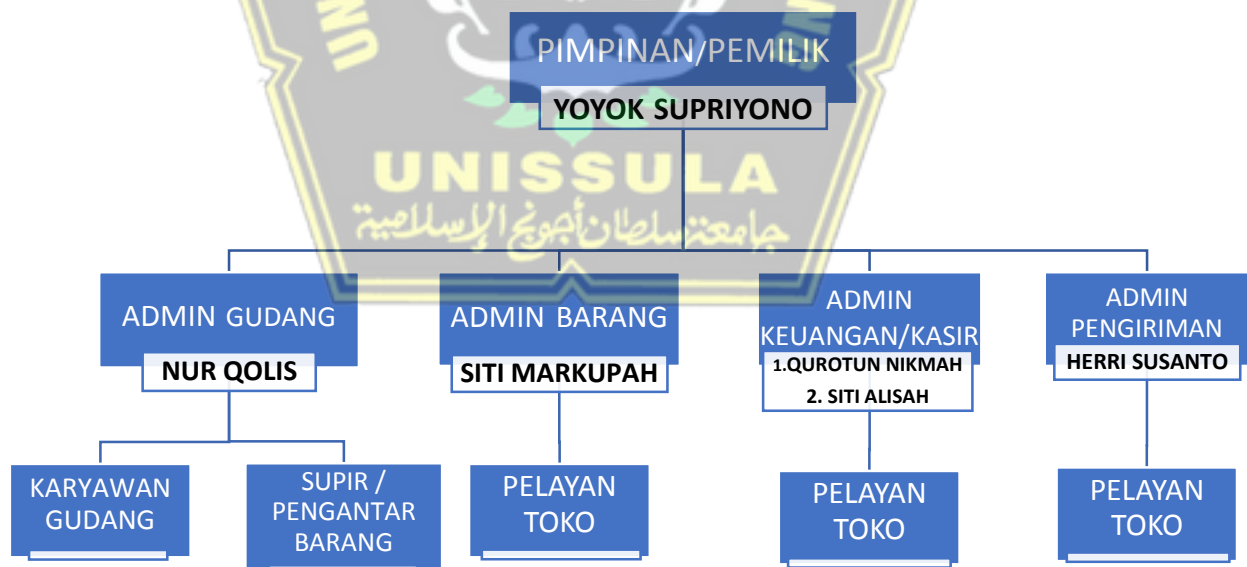 UN
UNISSULA
جامعة سلطان أجونج الإسلامية
PIMPINAN/PEMILIK
YOYOK SUPRIYONO
ADMIN GUDANG
NUR QOLIS
ADMIN BARANG
SITI MARKUPAH
ADMIN
KEUANGAN/KASIR
1.QUROTUN NIKMAH
2. SITI ALISAH
ADMIN
PENGIRIMAN
HERRI SUSANTO
KARYAWAN
GUDANG
SUPIR /
PENGANTAR
BARANG
PELAYAN
TOKO
PELAYAN
TOKO
PELAYAN
TOKO